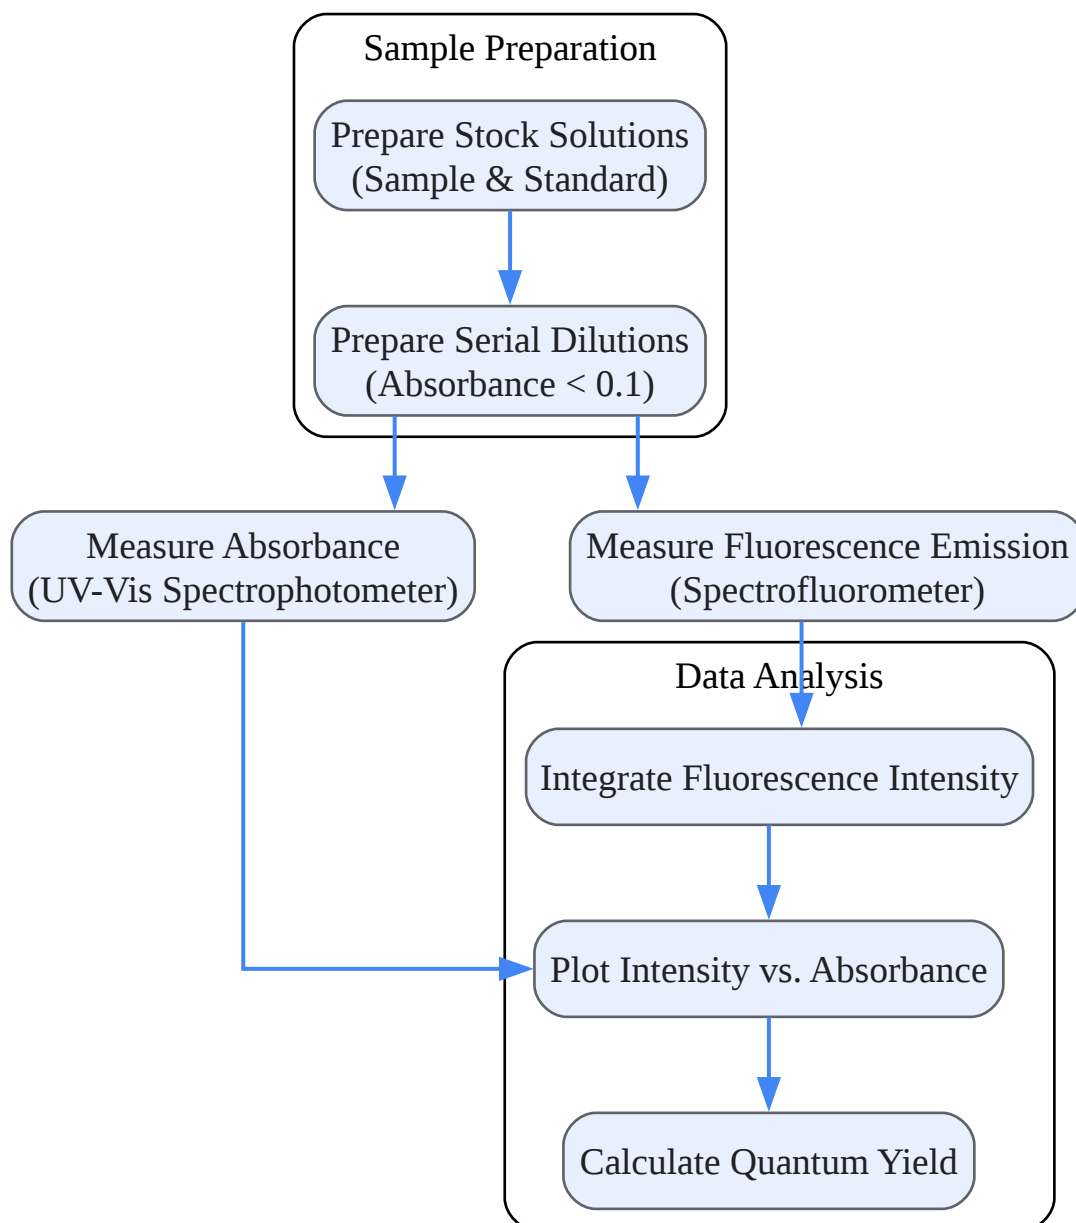 Sample Preparation
Prepare Stock Solutions
(Sample & Standard)
Prepare Serial Dilutions
(Absorbance < 0.1)
Measure Absorbance
(UV-Vis Spectrophotometer)
Measure Fluorescence Emission
(Spectrofluorometer)
Data Analysis
Integrate Fluorescence Intensity
Plot Intensity vs. Absorbance
Calculate Quantum Yield